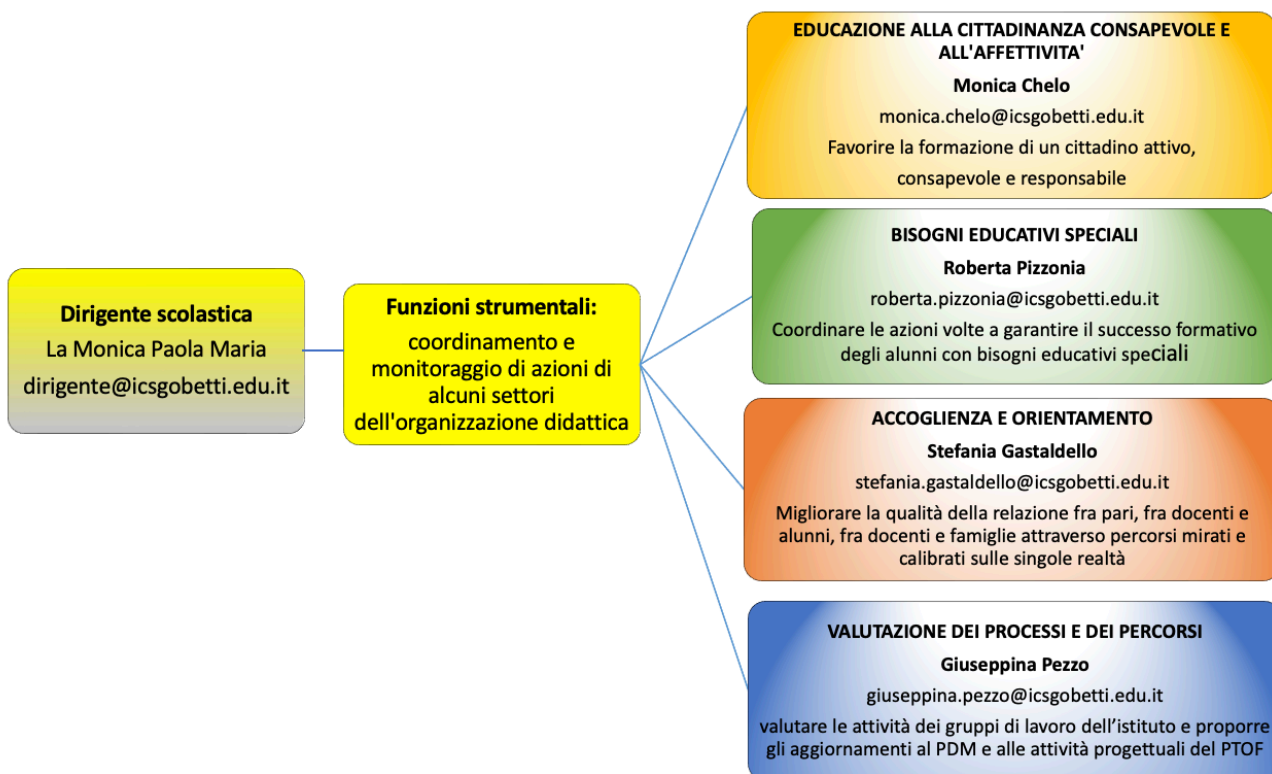 Dirigente scolastica
La Monica Paola Maria
dirigente@icsgobetti.edu.it
Funzioni strumentali:
coordinamento e
monitoraggio di azioni di
alcuni settori
dell'organizzazione didattica
EDUCAZIONE ALLA CITTADINANZA CONSAPEVOLE E
ALL'AFFETTIVITA'
Monica Chelo
monica.chelo@icsgobetti.edu.it
Favorire la formazione di un cittadino attivo,
consapevole e responsabile
BISOGNI EDUCATIVI SPECIALI
Roberta Pizzonia
roberta.pizzonia@icsgobetti.edu.it
Coordinare le azioni volte a garantire il successo formativo
degli alunni con bisogni educativi speciali
ACCOGLIENZA E ORIENTAMENTO
Stefania Gastaldello
stefania.gastaldello@icsgobetti.edu.it
Migliorare la qualità della relazione fra pari, fra docenti e
alunni, fra docenti e famiglie attraverso percorsi mirati e
calibrati sulle singole realtà
VALUTAZIONE DEI PROCESSI E DEI PERCORSI
Giuseppina Pezzo
giuseppina.pezzo@icsgobetti.edu.it
valutare le attività dei gruppi di lavoro dell’istituto e proporre
gli aggiornamenti al PDM e alle attività progettuali del PTOF